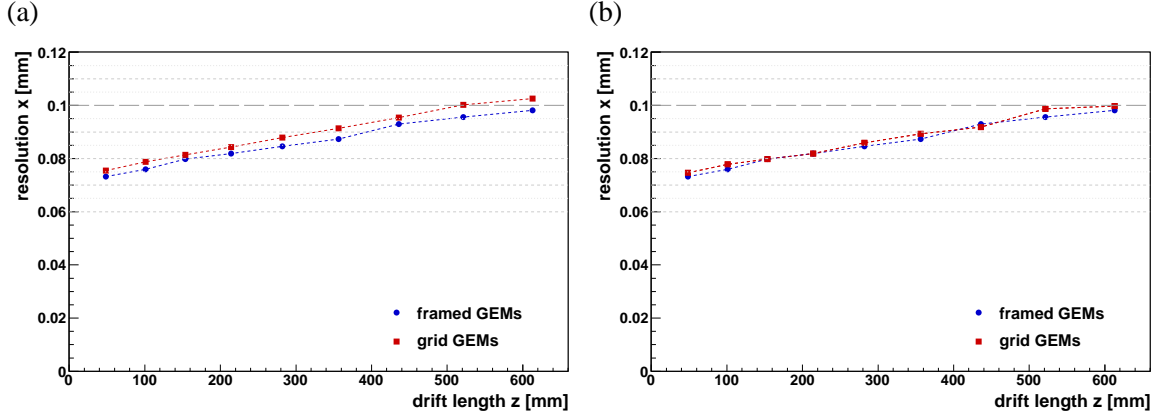 (a)
(b)
resolution x [mm]
0.12
0.1
0.08
0.06
0.04
0.02
0
framed GEMs
grid GEMs
0 100 200 300 400 500 600
drift length z [mm]
resolution x [mm]
0.12
0.1
0.08
0.06
0.04
0.02
0
framed GEMs
grid GEMs
0 100 200 300 400 500 600
drift length z [mm]